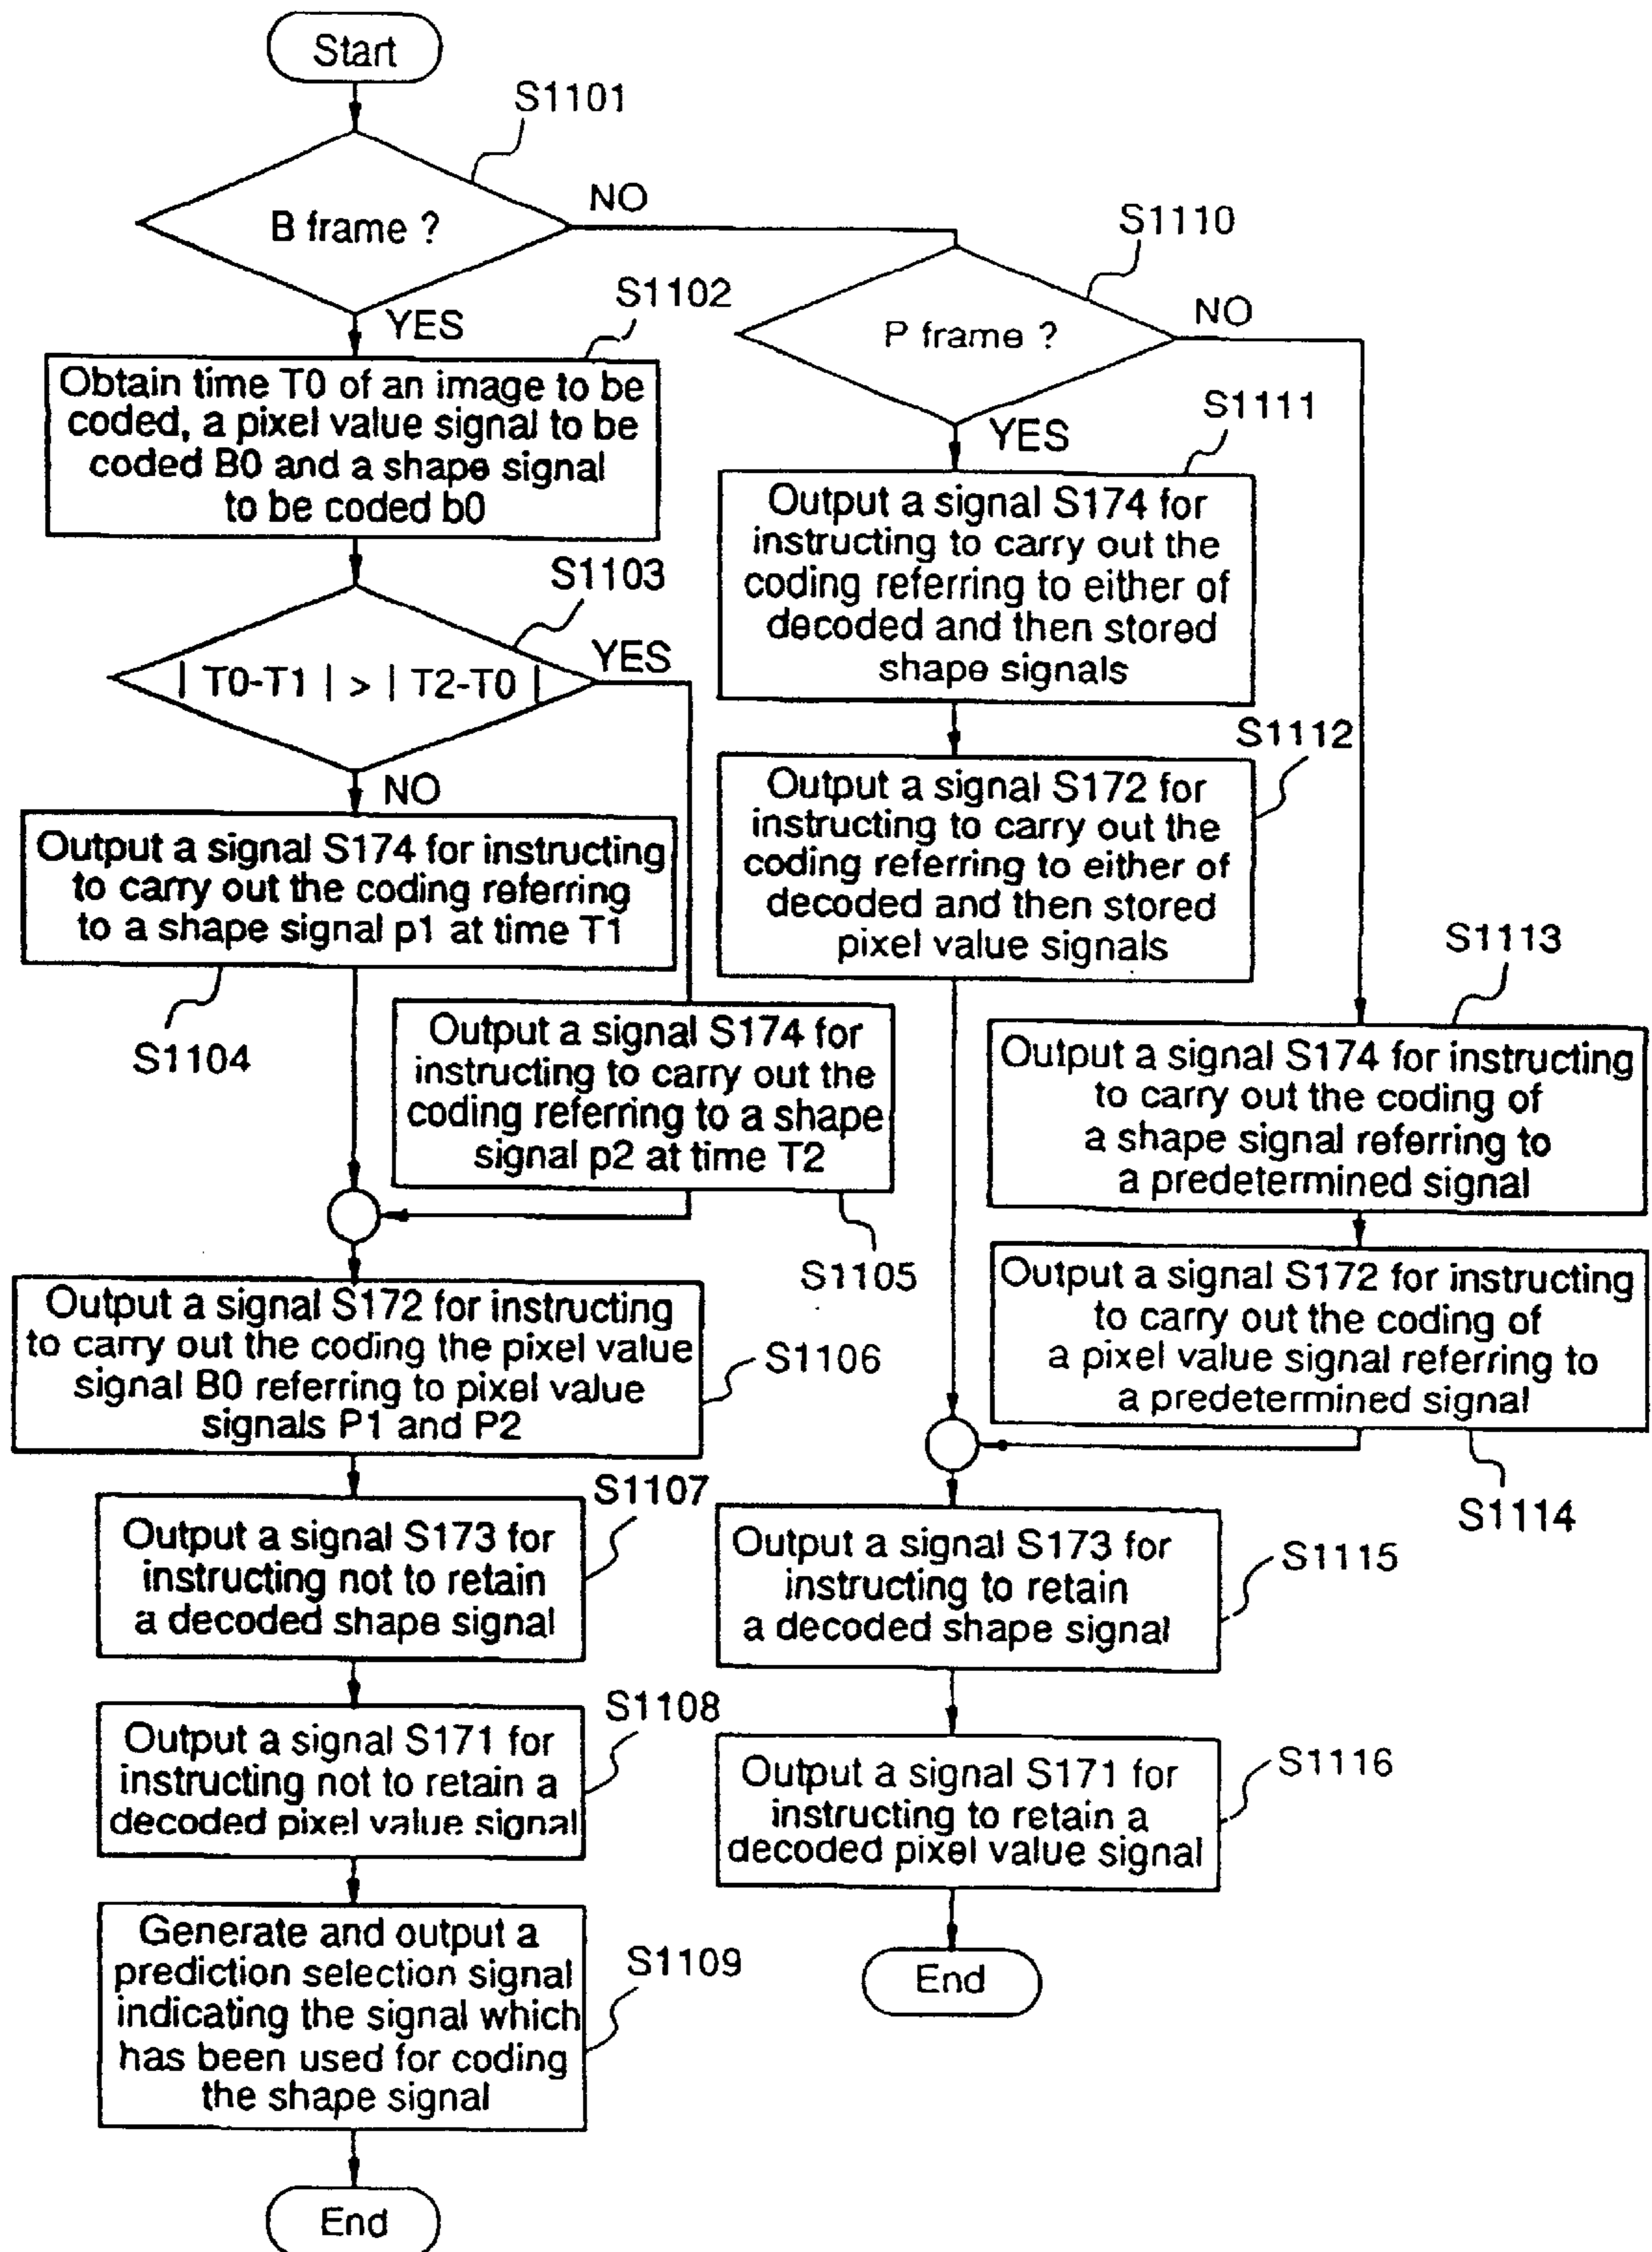 Start
S1101
B frame ?
NO
YES
S1102
Obtain time T0 of an image to be
coded, a pixel value signal to be
coded B0 and a shape signal
to be coded b0
S1103
| T0-T1 | > | T2-T0 |
YES
NO
Output a signal S174 for instructing
to carry out the coding referring
to a shape signal p1 at time T1
S1104
Output a signal S174 for
instructing to carry out the
coding referring to a shape
signal p2 at time T2
S1105
Output a signal S172 for instructing
to carry out the coding the pixel value
signal B0 referring to pixel value
signals P1 and P2
S1106
S1107
Output a signal S173 for
instructing not to retain
a decoded shape signal
S1108
Output a signal S171 for
instructing not to retain a
decoded pixel value signal
Generate and output a
prediction selection signal
indicating the signal which
has been used for coding
the shape signal
S1109
End
S1110
P frame ?
NO
YES
S1111
Output a signal S174 for
instructing to carry out the
coding referring to either of
decoded and then stored
shape signals
S1112
Output a signal S172 for
instructing to carry out the
coding referring to either of
decoded and then stored
pixel value signals
S1113
Output a signal S174 for instructing
to carry out the coding of
a shape signal referring to
a predetermined signal
Output a signal S172 for instructing
to carry out the coding of
a pixel value signal referring to
a predetermined signal
S1114
Output a signal S173 for
instructing to retain
a decoded shape signal
S1115
Output a signal S171 for
instructing to retain a
decoded pixel value signal
S1116
End